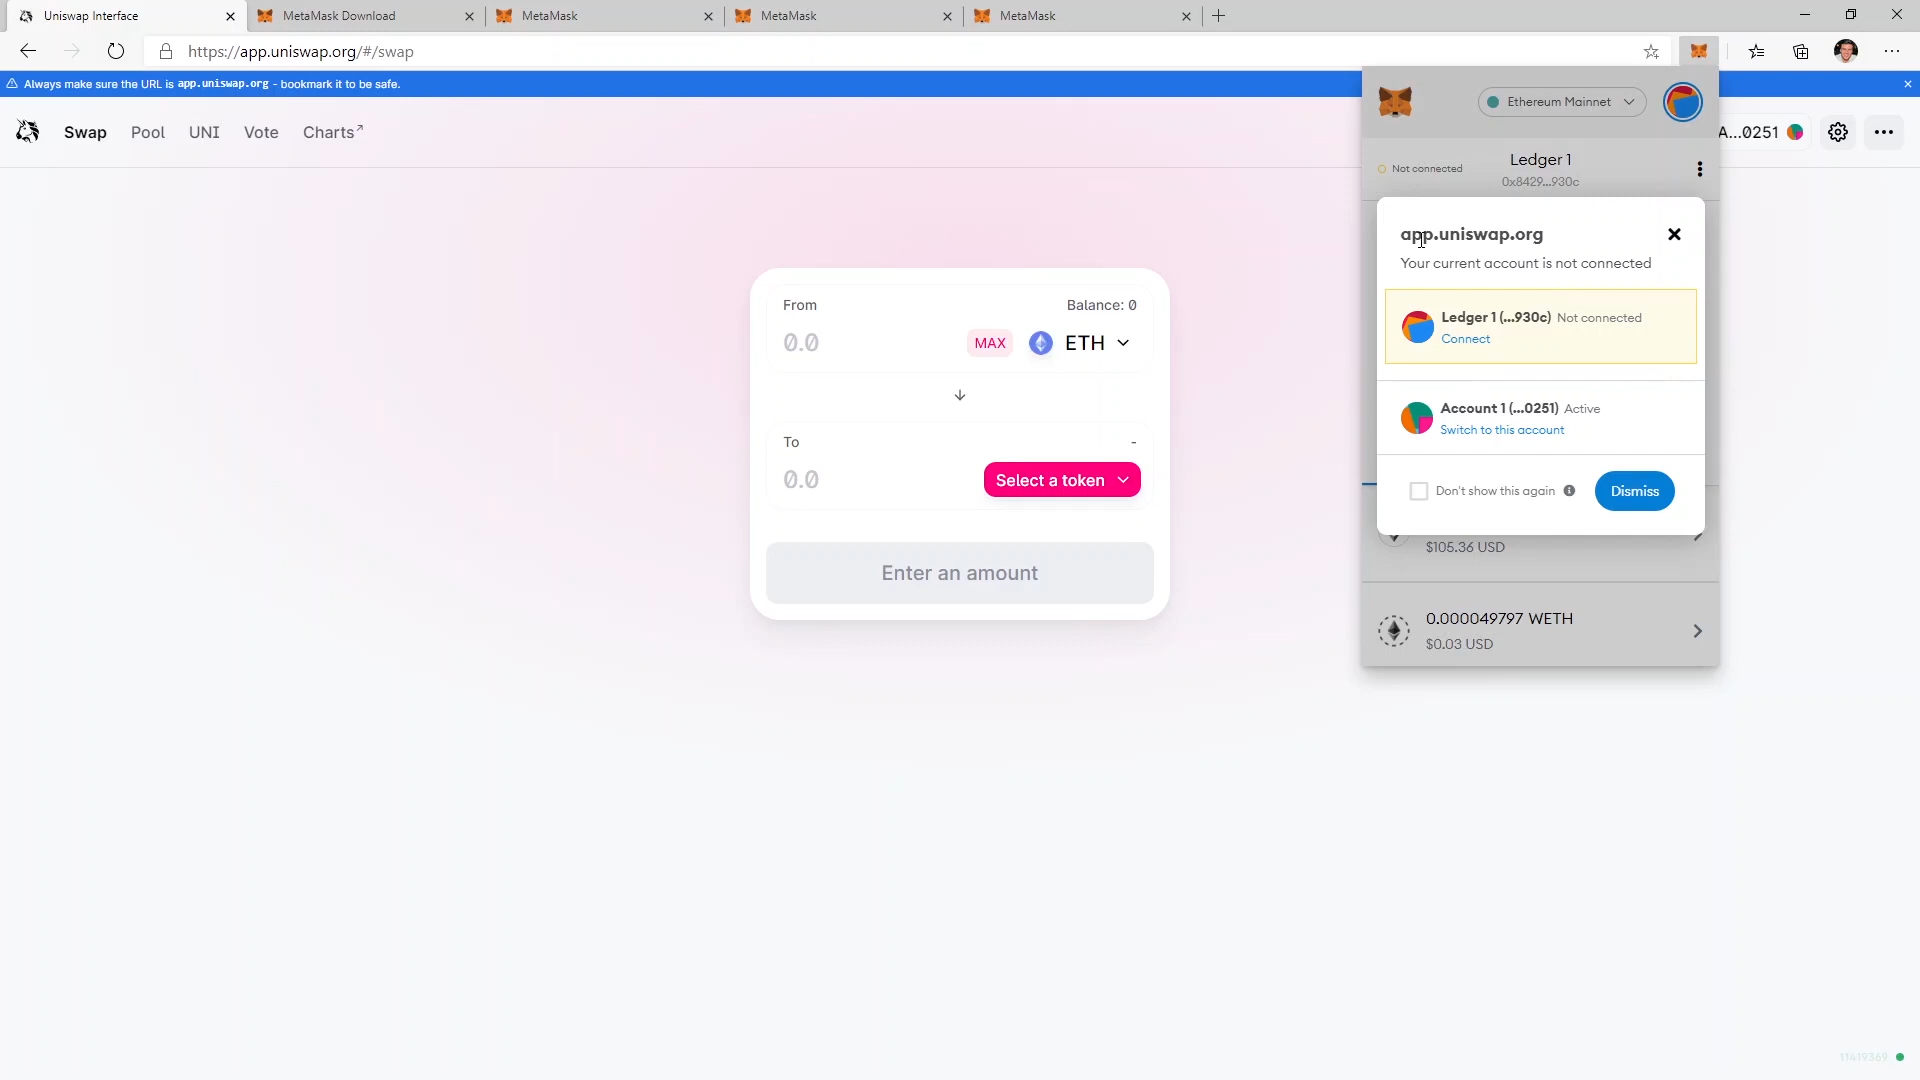 Uniswap Interface
MetaMask Download
MetaMask
MetaMask
MetaMask
https://app.uniswap.org/#/swap
Always make sure the URL is app.uniswap.org - bookmark it to be safe.
Swap
Pool
UNI
Vote
Charts↗
A...0251
Ethereum Mainnet
Not connected
Ledger 1
0x8429...930c
app.uniswap.org
Your current account is not connected
Ledger 1 (...930c) Not connected
Connect
Account 1 (...0251) Active
Switch to this account
Don't show this again
Dismiss
$105.36 USD
0.000049797 WETH
$0.03 USD
From
Balance: 0
0.0
MAX
ETH
To
-
0.0
Select a token
Enter an amount
11419369